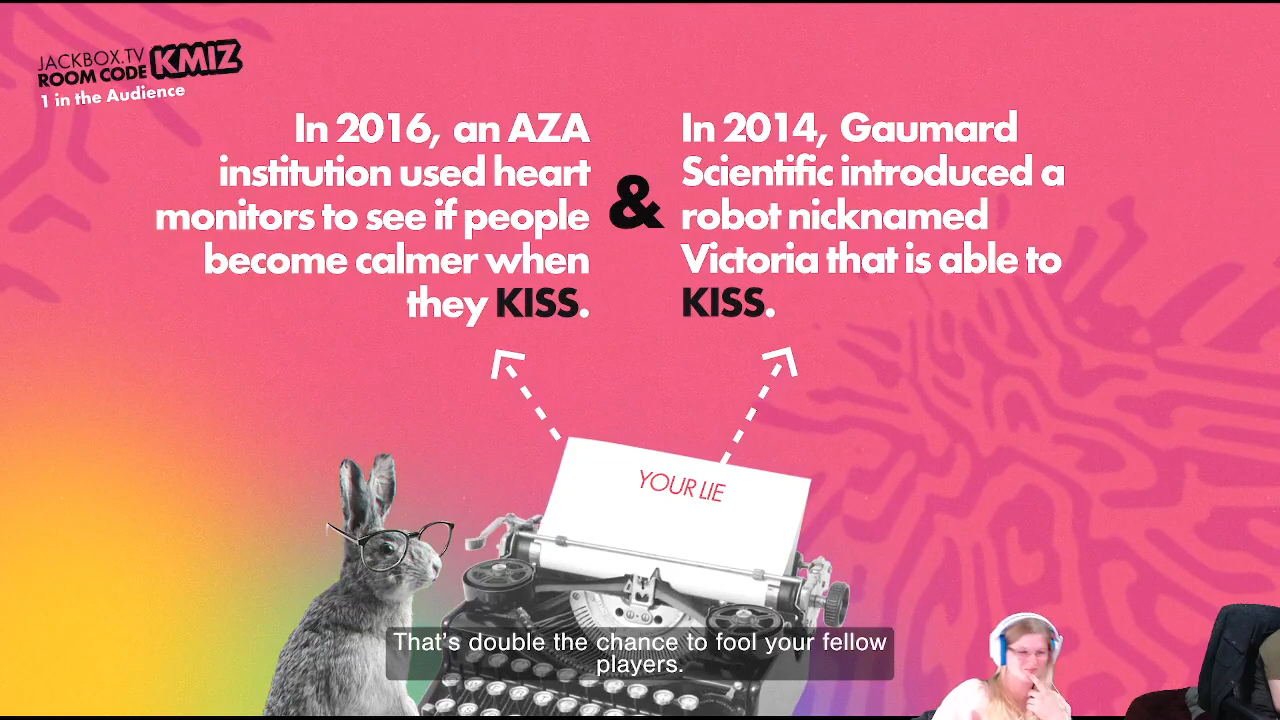 JACKBOX.TV
ROOM CODE KMIZ
1 in the Audience
In 2016, an AZA
institution used heart
monitors to see if people
become calmer when
they KISS.
&
In 2014, Gaumard
Scientific introduced a
robot nicknamed
Victoria that is able to
KISS.
YOUR LIE
That's double the chance to fool your fellow
players.